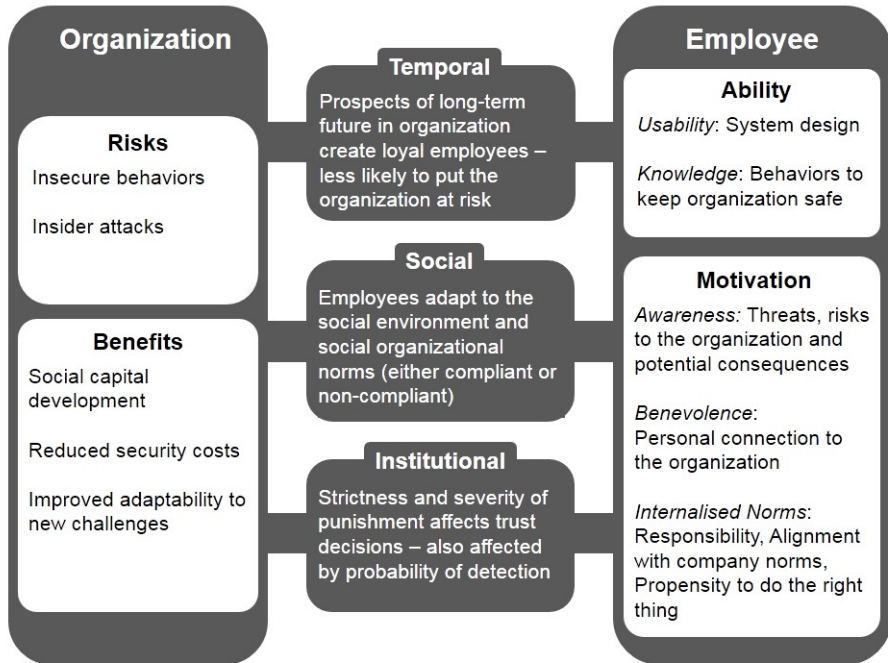 Organization
Risks
Insecure behaviors
Insider attacks
Benefits
Social capital
development
Reduced security costs
Improved adaptability to
new challenges
Temporal
Prospects of long-term
future in organization
create loyal employees –
less likely to put the
organization at risk
Social
Employees adapt to the
social environment and
social organizational
norms (either compliant or
non-compliant)
Institutional
Strictness and severity of
punishment affects trust
decisions – also affected
by probability of detection
Employee
Ability
Usability: System design
Knowledge: Behaviors to
keep organization safe
Motivation
Awareness: Threats, risks
to the organization and
potential consequences
Benevolence:
Personal connection to
the organization
Internalised Norms:
Responsibility, Alignment
with company norms,
Propensity to do the right
thing